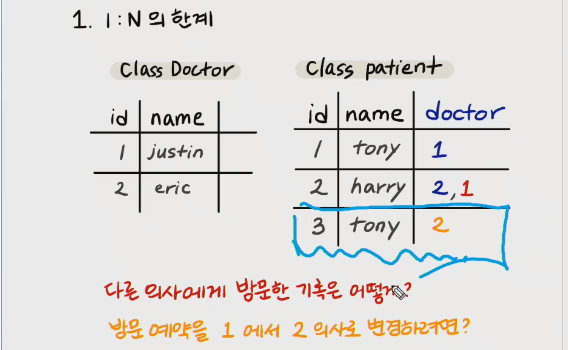 1. 1:N의 한계
Class Doctor
id name
1 justin
2 eric
Class patient
id name doctor
1 tony 1
2 harry 2,1
3 tony 2
다른 의사에게 방문한 기록은 어떻게?
방문 예약을 1 에서 2 의사로 변경하려면?